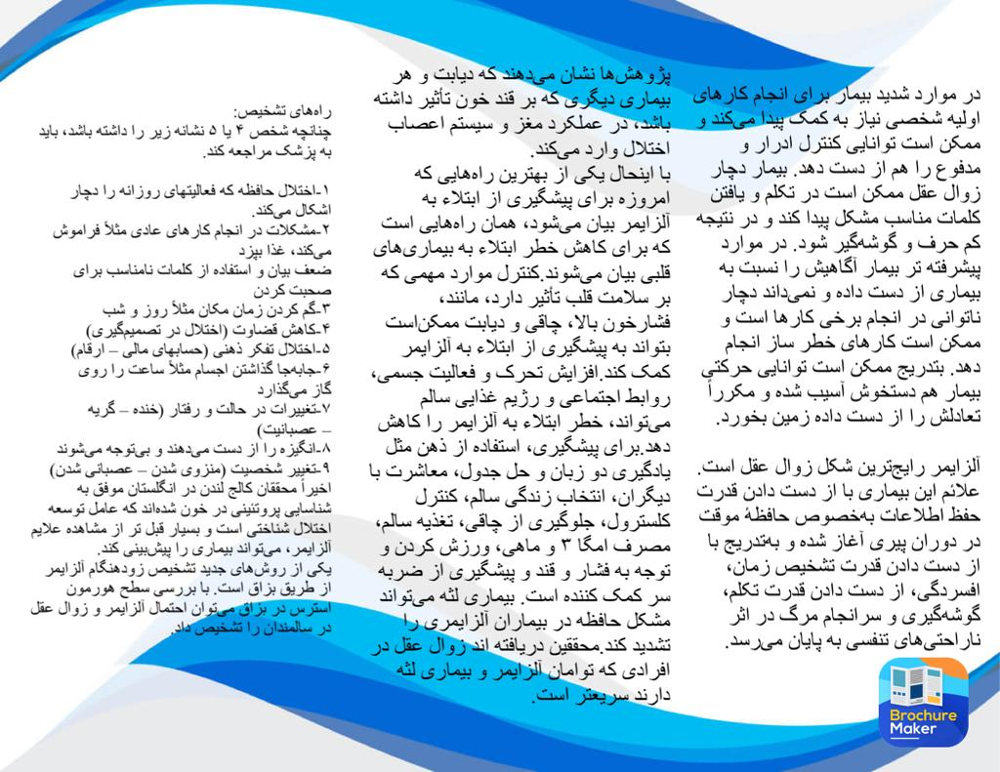 در موارد شدید بیمار برای انجام کارهای
اولیه شخصی نیاز به کمک پیدا می‌کند و
ممکن است توانایی کنترل ادرار و
مدفوع را هم از دست دهد. بیمار دچار
زوال عقل ممکن است در تکلم و یافتن
کلمات مناسب مشکل پیدا کند و در نتیجه
کم حرف و گوشه‌گیر شود. در موارد
پیشرفته تر بیمار آگاهیش را نسبت به
بیماری از دست داده و نمی‌داند دچار
ناتوانی در انجام برخی کارها است و
ممکن است کارهای خطر ساز انجام
دهد. بتدریج ممکن است توانایی حرکتی
بیمار هم دستخوش آسیب شده و مکرراً
تعادلش را از دست داده زمین بخورد.
آلزایمر رایج‌ترین شکل زوال عقل است.
علائم این بیماری با از دست دادن قدرت
حفظ اطلاعات به‌خصوص حافظهٔ موقت
در دوران پیری آغاز شده و به‌تدریج با
از دست دادن قدرت تشخیص زمان،
افسردگی، از دست دادن قدرت تکلم،
گوشه‌گیری و سرانجام مرگ در اثر
ناراحتی‌های تنفسی به پایان می‌رسد.
پژوهش‌ها نشان می‌دهند که دیابت و هر
بیماری دیگری که بر قند خون تأثیر داشته
باشد، در عملکرد مغز و سیستم اعصاب
اختلال وارد می‌کند.
با اینحال یکی از بهترین راه‌هایی که
امروزه برای پیشگیری از ابتلاء به
آلزایمر بیان می‌شود، همان راه‌هایی است
که برای کاهش خطر ابتلاء به بیماری‌های
قلبی بیان می‌شوند.کنترل موارد مهمی که
بر سلامت قلب تأثیر دارد، مانند،
فشارخون بالا، چاقی و دیابت ممکن‌است
بتواند به پیشگیری از ابتلاء به آلزایمر
کمک کند.افزایش تحرک و فعالیت جسمی،
روابط اجتماعی و رژیم غذایی سالم
می‌تواند، خطر ابتلاء به آلزایمر را کاهش
دهد.برای پیشگیری، استفاده از ذهن مثل
یادگیری دو زبان و حل جدول، معاشرت با
دیگران، انتخاب زندگی سالم، کنترل
کلسترول، جلوگیری از چاقی، تغذیه سالم،
مصرف امگا ۳ و ماهی، ورزش کردن و
توجه به فشار و قند و پیشگیری از ضربه
سر کمک کننده است. بیماری لثه می‌تواند
مشکل حافظه در بیماران آلزایمری را
تشدید کند.محققین دریافته اند زوال عقل در
افرادی که توامان آلزایمر و بیماری لثه
دارند سریعتر است.
راه‌های تشخیص:
چنانچه شخص ۴ یا ۵ نشانه زیر را داشته باشد، باید
به پزشک مراجعه کند.
۱-اختلال حافظه که فعالیتهای روزانه را دچار
اشکال می‌کند.
۲-مشکلات در انجام کارهای عادی مثلاً فراموش
می‌کند، غذا بپزد
ضعف بیان و استفاده از کلمات نامناسب برای
صحبت کردن
۳-گم کردن زمان مکان مثلاً روز و شب
۴-کاهش قضاوت (اختلال در تصمیم‌گیری)
۵-اختلال تفکر ذهنی (حسابهای مالی – ارقام)
۶-جابه‌جا گذاشتن اجسام مثلاً ساعت را روی
گاز می‌گذارد
۷-تغییرات در حالت و رفتار (خنده – گریه
– عصبانیت)
۸-انگیزه را از دست می‌دهند و بی‌توجه می‌شوند
۹-تغییر شخصیت (منزوی شدن – عصبانی شدن)
اخیراً محققان کالج لندن در انگلستان موفق به
شناسایی پروتئینی در خون شده‌اند که عامل توسعه
اختلال شناختی است و بسیار قبل تر از مشاهده علایم
آلزایمر، می‌تواند بیماری را پیش‌بینی کند.
یکی از روش‌های جدید تشخیص زودهنگام آلزایمر
از طریق بزاق است. با بررسی سطح هورمون
استرس در بزاق می‌توان احتمال آلزایمر و زوال عقل
در سالمندان را تشخیص داد.
Brochure
Maker